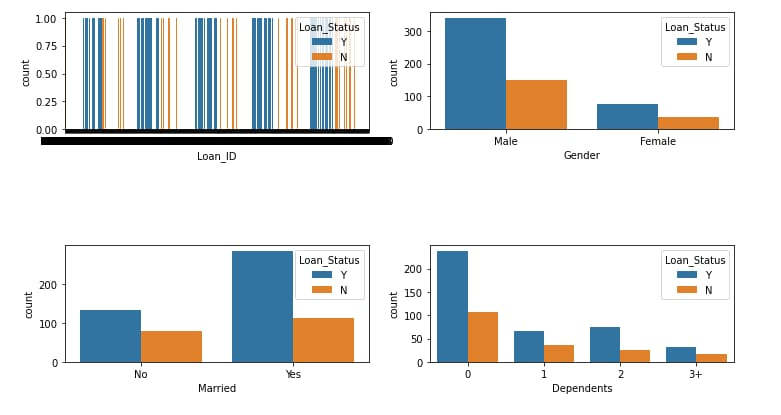 1.00
0.75
0.50
0.25
0.00
count
Loan_ID
Loan_Status
Y
N
300
200
100
0
count
Male Female
Gender
Loan_Status
Y
N
200
100
0
count
No Yes
Married
Loan_Status
Y
N
200
150
100
50
0
count
0 1 2 3+
Dependents
Loan_Status
Y
N